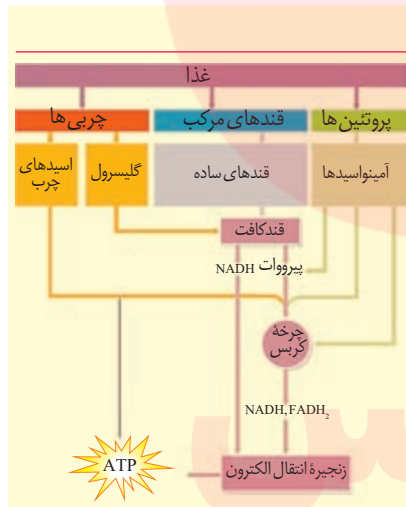 غذا
پروتئین‌ها
قندهای مرکب
چربی‌ها
آمینواسیدها
قندهای ساده
گلیسرول
اسیدهای
چرب
قندکافت
پیرووات NADH
چرخهٔ
کربس
NADH, FADH₂
زنجیرهٔ انتقال الکترون
ATP